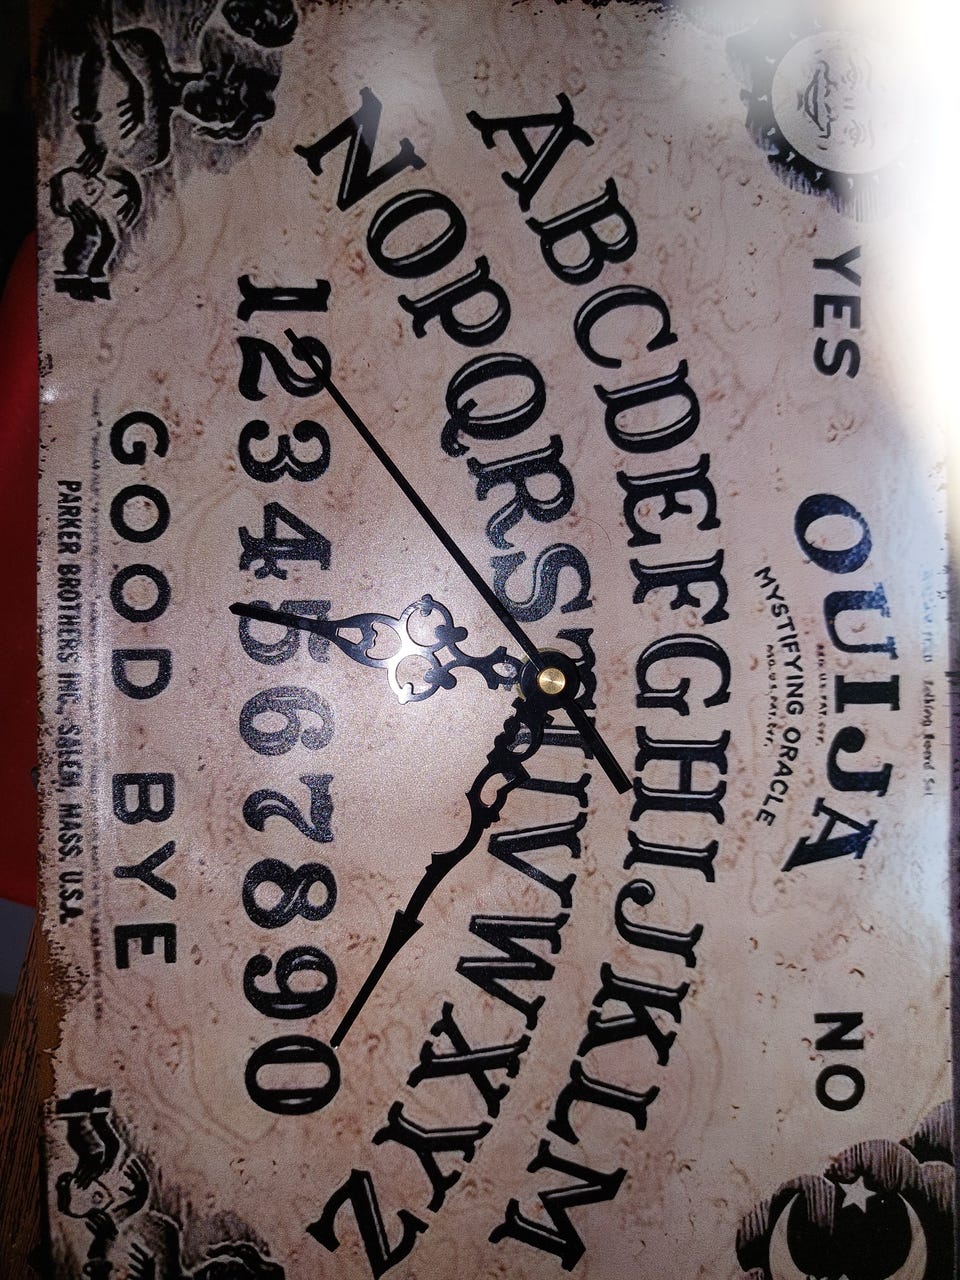 YES OUIJA NO
MYSTIFYING ORACLE
ABCDEFGHIJKLM
NOPQRSTUVWXYZ
1234567890
GOOD BYE
PARKER BROTHERS INC. SALEM, MASS. U.S.A.